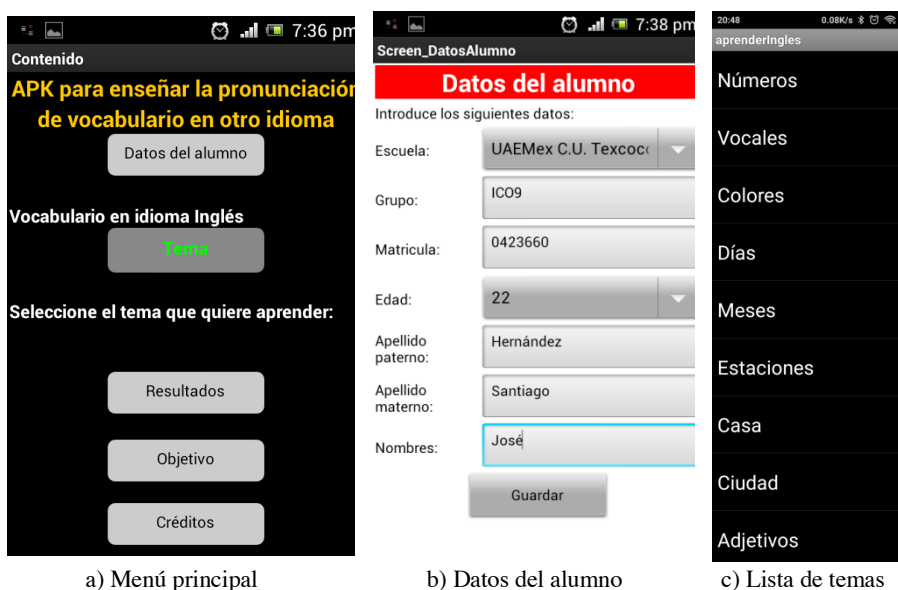 7:36 pm
Contenido
APK para enseñar la pronunciación
de vocabulario en otro idioma
Datos del alumno
Vocabulario en idioma Inglés
Tema
Seleccione el tema que quiere aprender:
Resultados
Objetivo
Créditos
a) Menú principal
7:38 pm
Screen_DatosAlumno
Datos del alumno
Introduce los siguientes datos:
Escuela: UAEMex C.U. Texcoco
Grupo: ICO9
Matricula: 0423660
Edad: 22
Apellido
paterno: Hernández
Apellido
materno: Santiago
Nombres: José
Guardar
b) Datos del alumno
20:48 0.08K/s
aprenderIngles
Números
Vocales
Colores
Días
Meses
Estaciones
Casa
Ciudad
Adjetivos
c) Lista de temas